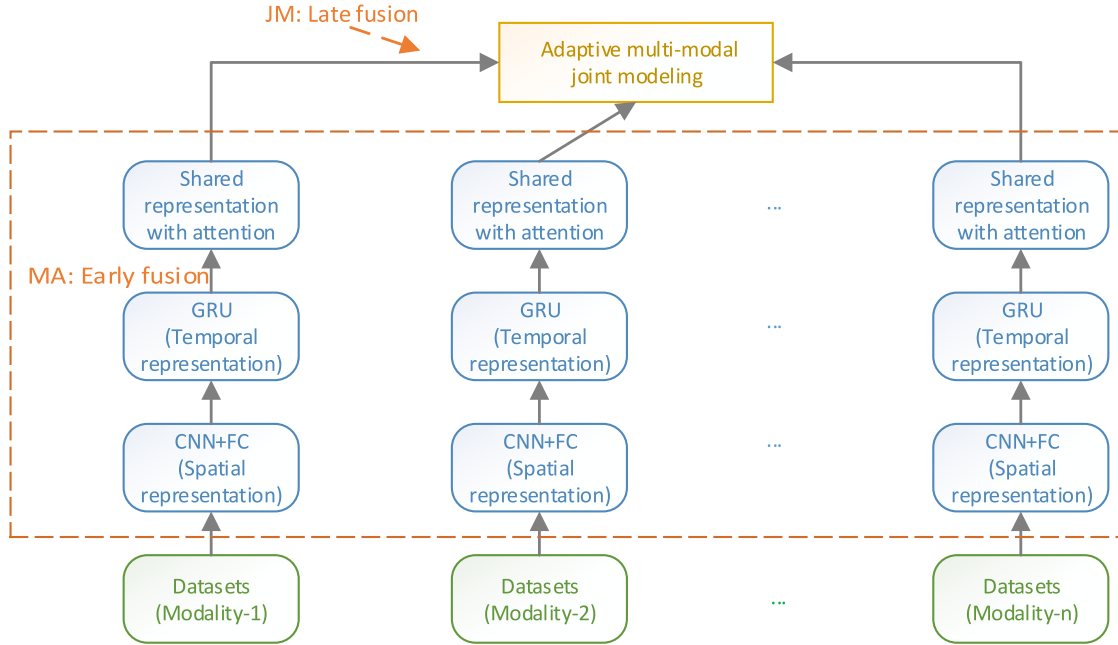 JM: Late fusion
Adaptive multi-modal
joint modeling
Shared
representation
with attention
Shared
representation
with attention
...
Shared
representation
with attention
MA: Early fusion
GRU
(Temporal
representation)
GRU
(Temporal
representation)
...
GRU
(Temporal
representation)
CNN+FC
(Spatial
representation)
CNN+FC
(Spatial
representation)
...
CNN+FC
(Spatial
representation)
Datasets
(Modality-1)
Datasets
(Modality-2)
...
Datasets
(Modality-n)